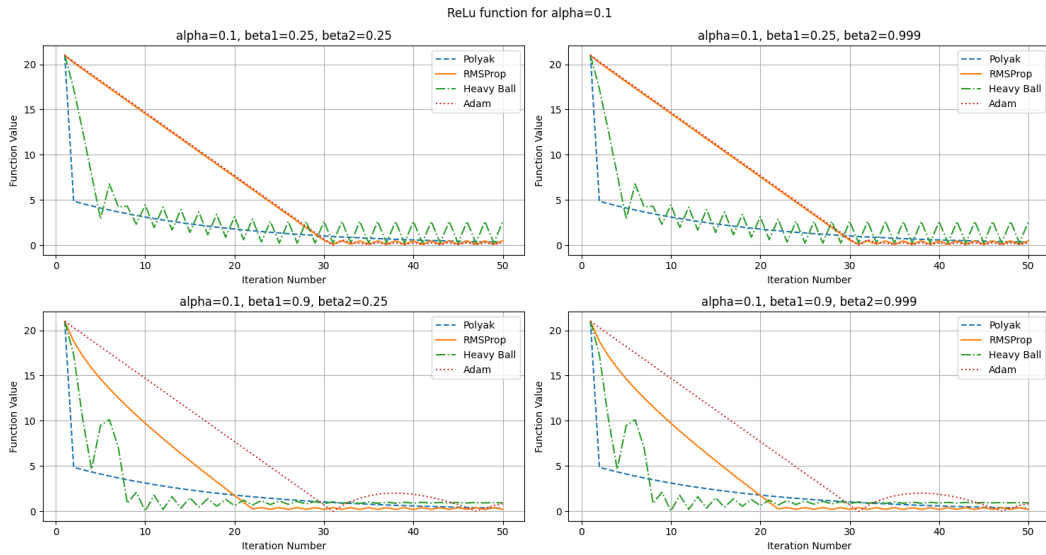 ReLu function for alpha=0.1
alpha=0.1, beta1=0.25, beta2=0.25
Function Value
20
15
10
5
0
Polyak
RMSProp
Heavy Ball
Adam
0 10 20 30 40 50
Iteration Number
alpha=0.1, beta1=0.25, beta2=0.999
Function Value
20
15
10
5
0
Polyak
RMSProp
Heavy Ball
Adam
0 10 20 30 40 50
Iteration Number
alpha=0.1, beta1=0.9, beta2=0.25
Function Value
20
15
10
5
0
Polyak
RMSProp
Heavy Ball
Adam
0 10 20 30 40 50
Iteration Number
alpha=0.1, beta1=0.9, beta2=0.999
Function Value
20
15
10
5
0
Polyak
RMSProp
Heavy Ball
Adam
0 10 20 30 40 50
Iteration Number